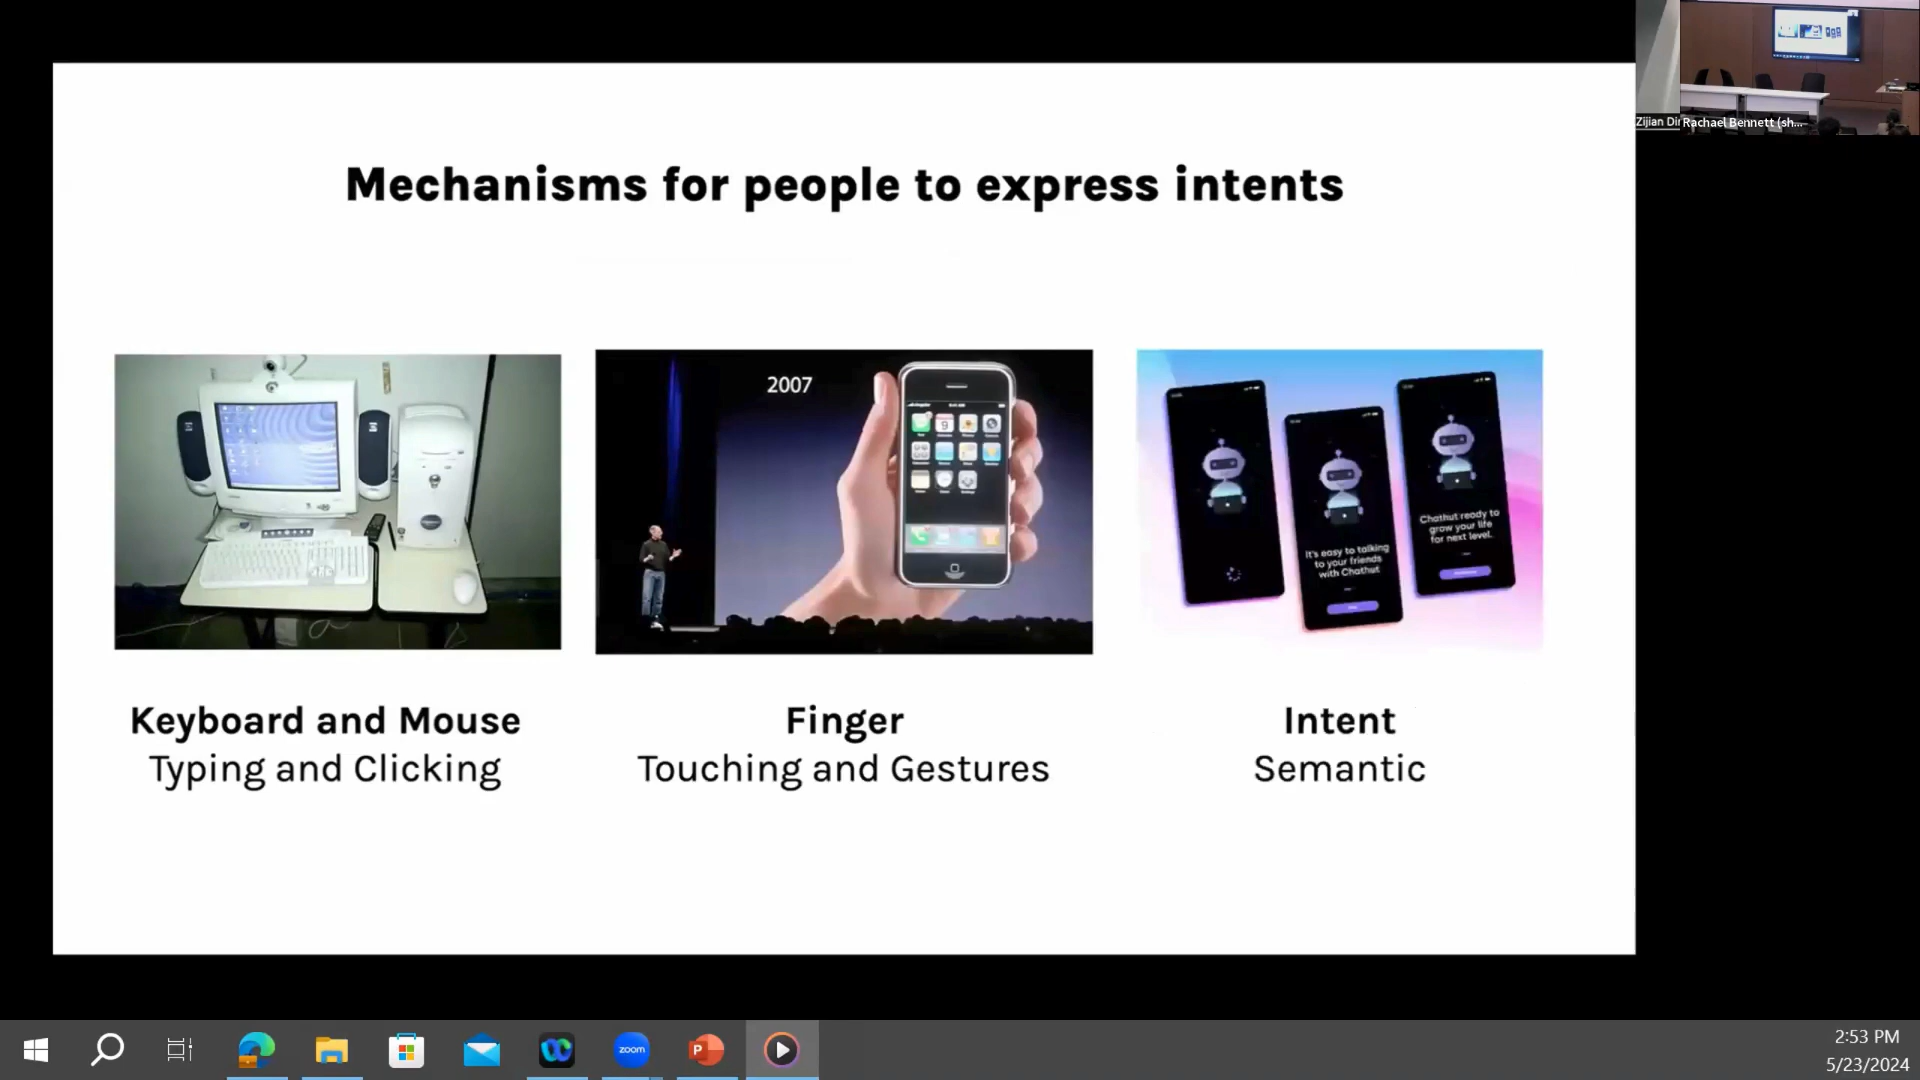 Zijian Di
Rachael Bennett (sh...
Mechanisms for people to express intents
2007
9
It's easy to talking
to your friends
with Chathut
Chathut ready to
grow your life
for next level.
Keyboard and Mouse
Typing and Clicking
Finger
Touching and Gestures
Intent
Semantic
zoom
P
2:53 PM
5/23/2024